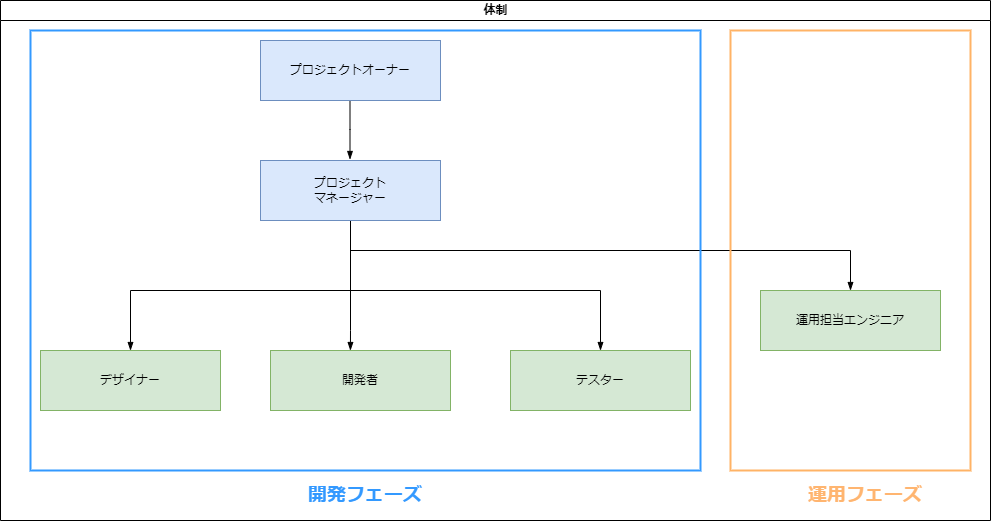 体制
プロジェクトオーナー
プロジェクト
マネージャー
運用担当エンジニア
デザイナー
開発者
テスター
開発フェーズ
運用フェーズ